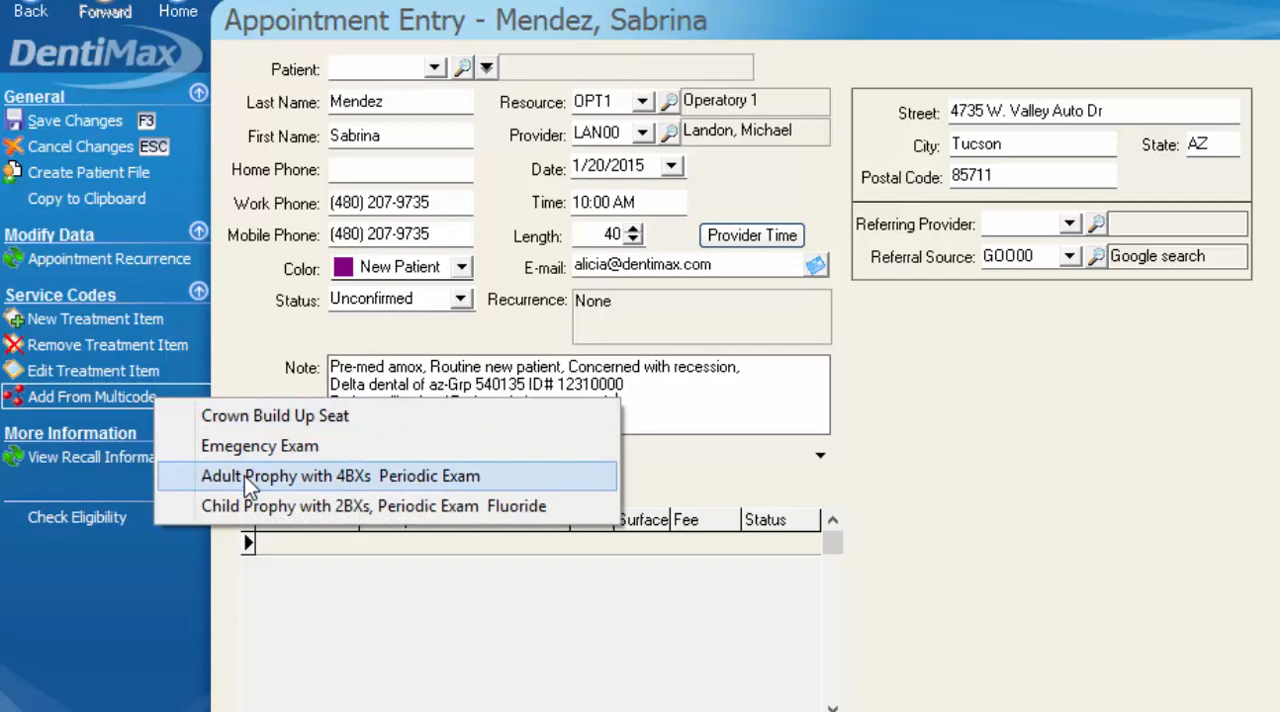 Back Forward Home
DentiMax
General
Save Changes F3
Cancel Changes ESC
Create Patient File
Copy to Clipboard
Modify Data
Appointment Recurrence
Service Codes
New Treatment Item
Remove Treatment Item
Edit Treatment Item
Add From Multicode
More Information
View Recall Informa
Check Eligibility
Appointment Entry - Mendez, Sabrina
Patient:
Last Name: Mendez
First Name: Sabrina
Home Phone:
Work Phone: (480) 207-9735
Mobile Phone: (480) 207-9735
Color: New Patient
Status: Unconfirmed
Resource: OPT1 Operatory 1
Provider: LAN00 Landon, Michael
Date: 1/20/2015
Time: 10:00 AM
Length: 40 Provider Time
E-mail: alicia@dentimax.com
Recurrence: None
Street: 4735 W. Valley Auto Dr
City: Tucson State: AZ
Postal Code: 85711
Referring Provider:
Referral Source: GOO00 Google search
Note: Pre-med amox, Routine new patient, Concerned with recession,
Delta dental of az-Grp 540135 ID# 12310000
Crown Build Up Seat
Emegency Exam
Adult Prophy with 4BXs Periodic Exam
Child Prophy with 2BXs, Periodic Exam Fluoride
Surface Fee Status